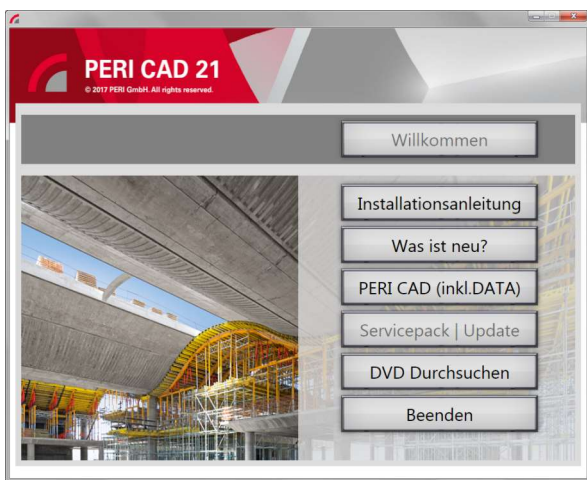 PERI CAD 21
© 2017 PERI GmbH. All rights reserved.
Willkommen
Installationsanleitung
Was ist neu?
PERI CAD (inkl.DATA)
Servicepack | Update
DVD Durchsuchen
Beenden